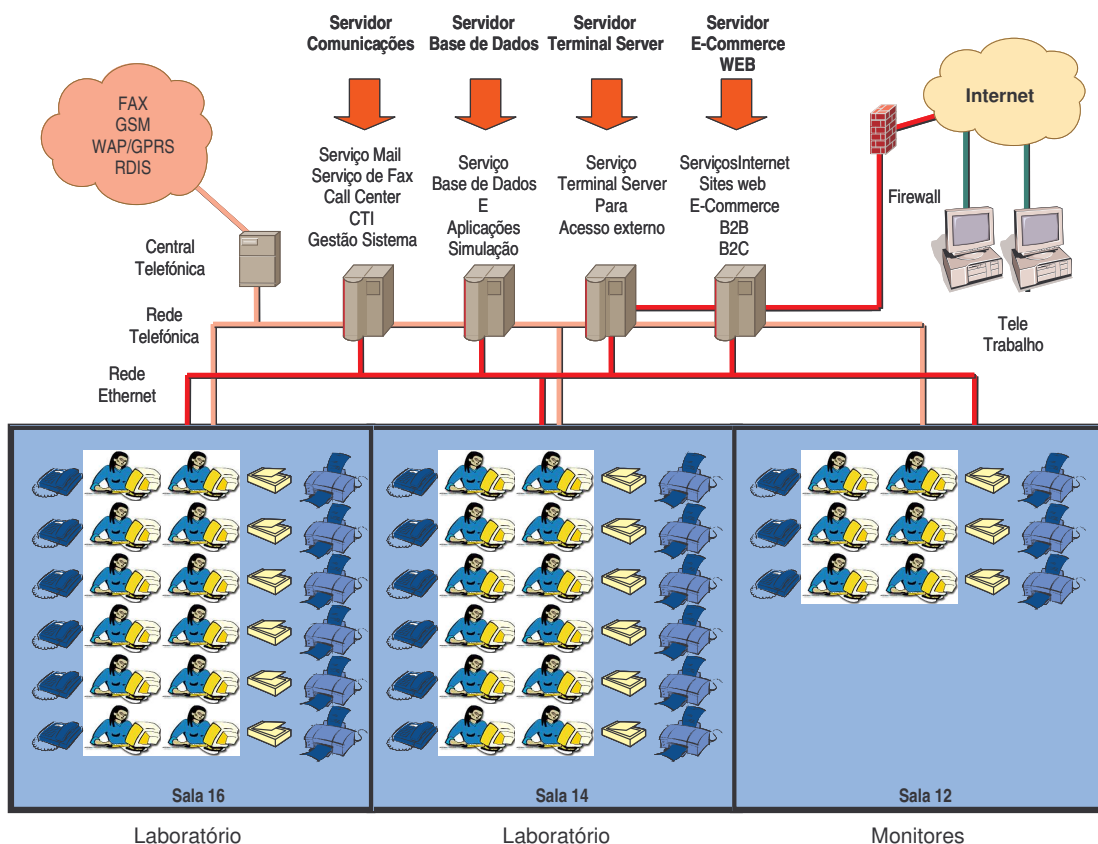 Servidor
Comunicações
Servidor
Base de Dados
Servidor
Terminal Server
Servidor
E-Commerce
WEB
FAX
GSM
WAP/GPRS
RDIS
Internet
Serviço Mail
Serviço de Fax
Call Center
CTI
Gestão Sistema
Serviço
Base de Dados
E
Aplicações
Simulação
Serviço
Terminal Server
Para
Acesso externo
ServiçosInternet
Sites web
E-Commerce
B2B
B2C
Firewall
Central
Telefónica
Rede
Telefónica
Tele
Trabalho
Rede
Ethernet
Sala 16
Sala 14
Sala 12
Laboratório
Laboratório
Monitores